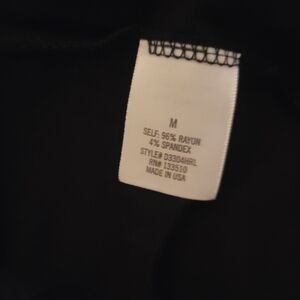 M
SELF: 96% RAYON
4% SPANDEX
STYLE# D3304HRL
RN# 133510
MADE IN USA